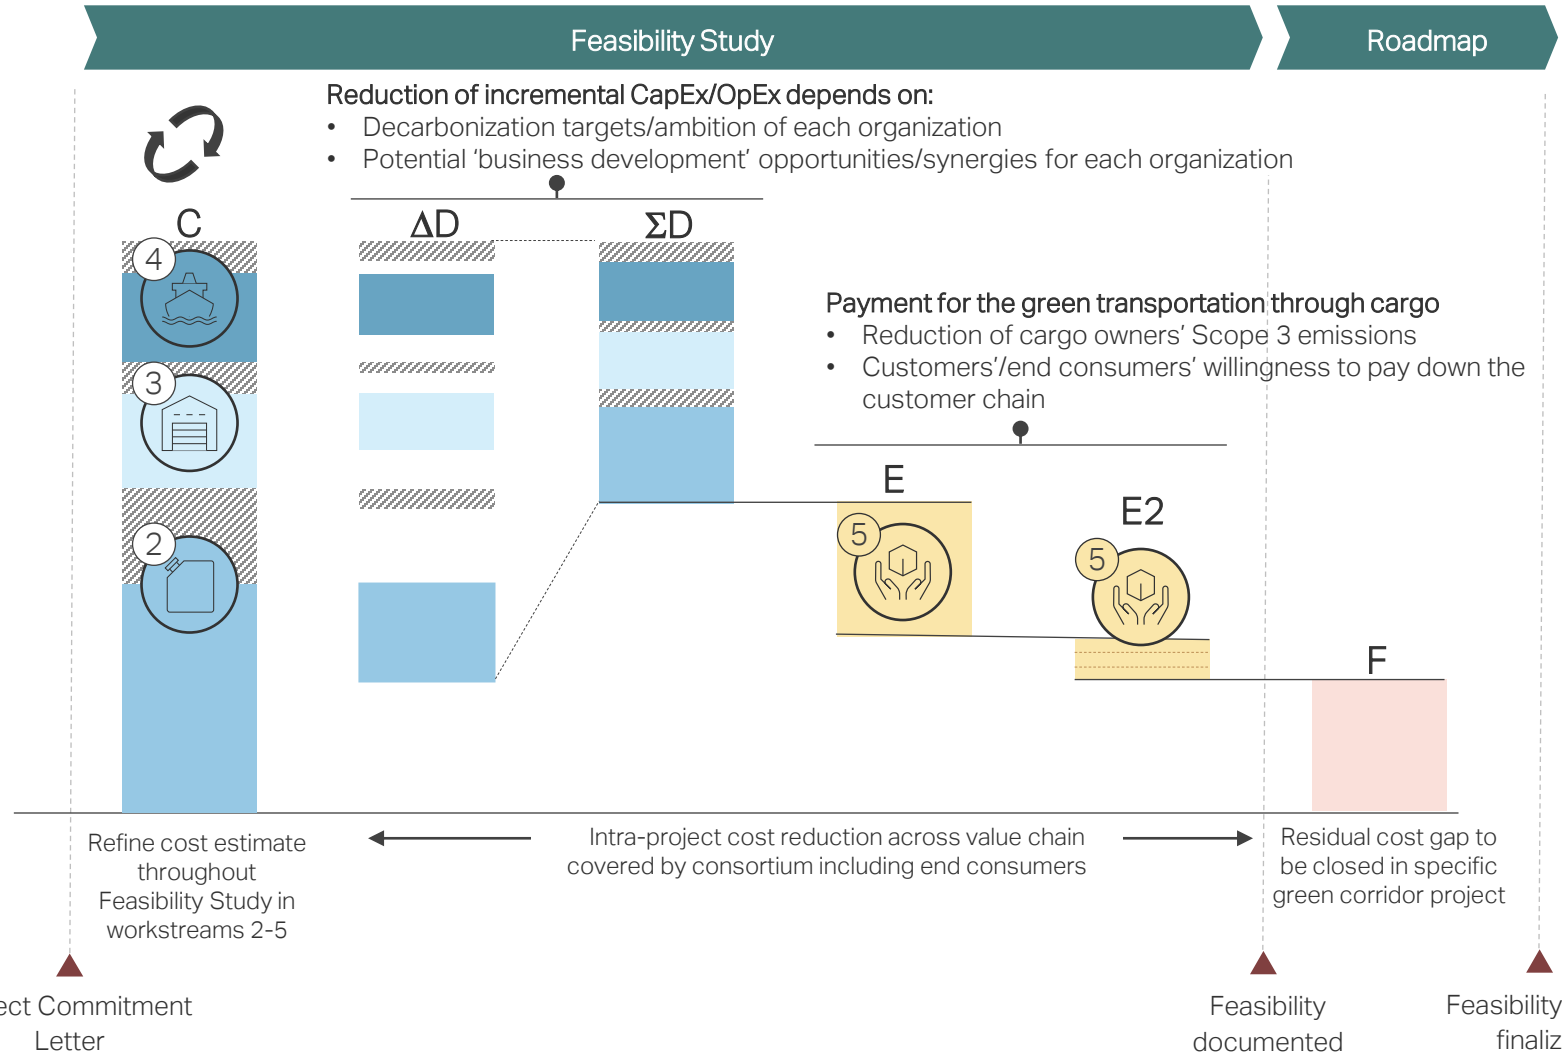 Feasibility Study
Roadmap
Reduction of incremental CapEx/OpEx depends on:
• Decarbonization targets/ambition of each organization
• Potential ‘business development’ opportunities/synergies for each organization
C
ΔD
ΣD
4
3
2
Payment for the green transportation through cargo
• Reduction of cargo owners’ Scope 3 emissions
• Customers’/end consumers’ willingness to pay down the
customer chain
E
5
E2
5
F
Refine cost estimate
throughout
Feasibility Study in
workstreams 2-5
Intra-project cost reduction across value chain
covered by consortium including end consumers
Residual cost gap to
be closed in specific
green corridor project
ect Commitment
Letter
Feasibility
documented
Feasibility
finaliz